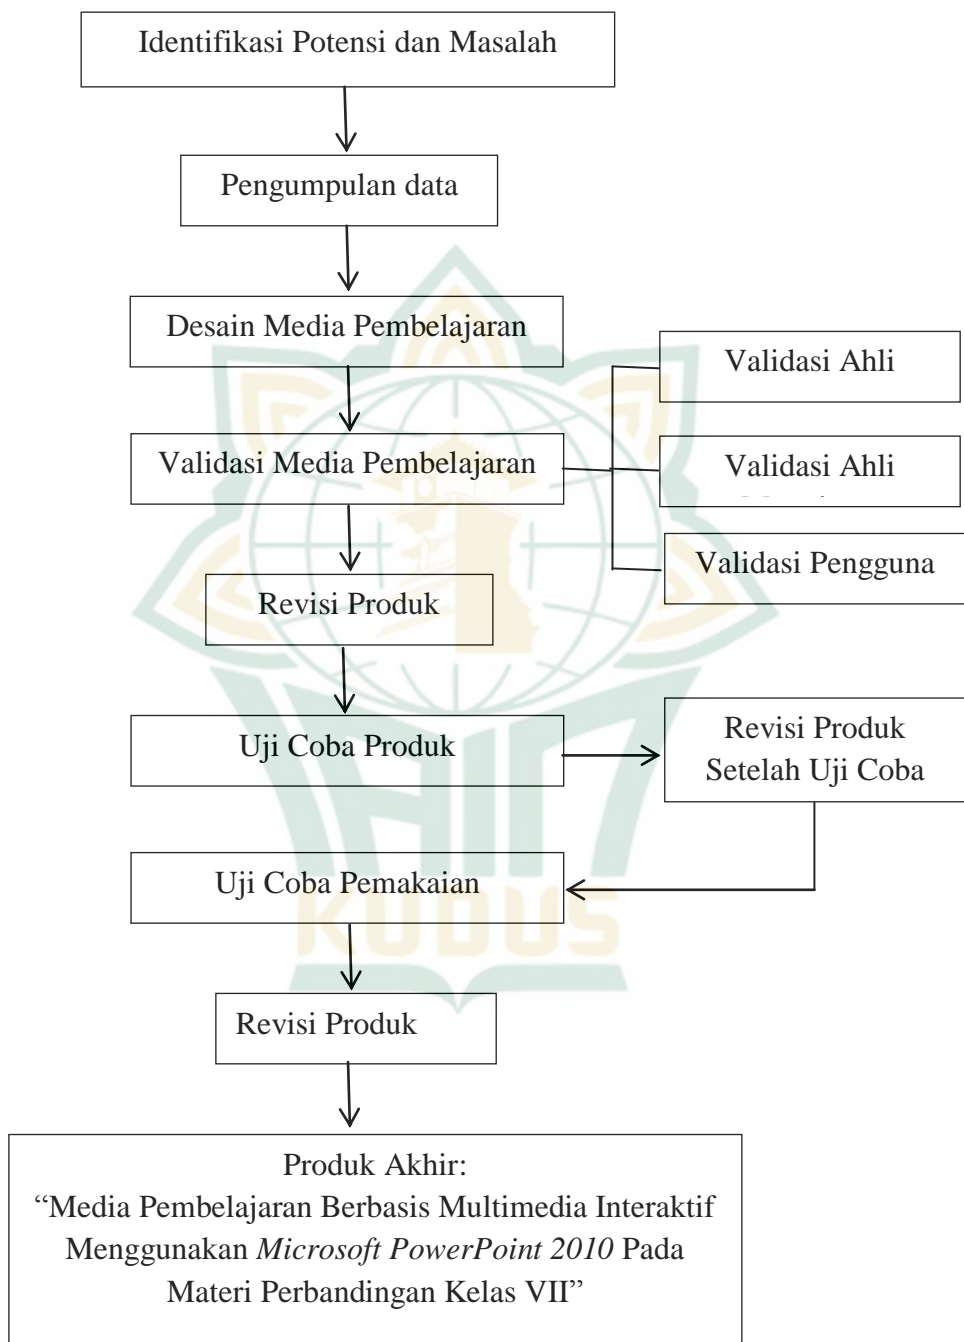 Identifikasi Potensi dan Masalah
Pengumpulan data
Desain Media Pembelajaran
Validasi Ahli
Validasi Media Pembelajaran
Validasi Ahli
Validasi Pengguna
Revisi Produk
Uji Coba Produk
Revisi Produk
Setelah Uji Coba
Uji Coba Pemakaian
KUDUS
Revisi Produk
Produk Akhir:
“Media Pembelajaran Berbasis Multimedia Interaktif
Menggunakan Microsoft PowerPoint 2010 Pada
Materi Perbandingan Kelas VII”